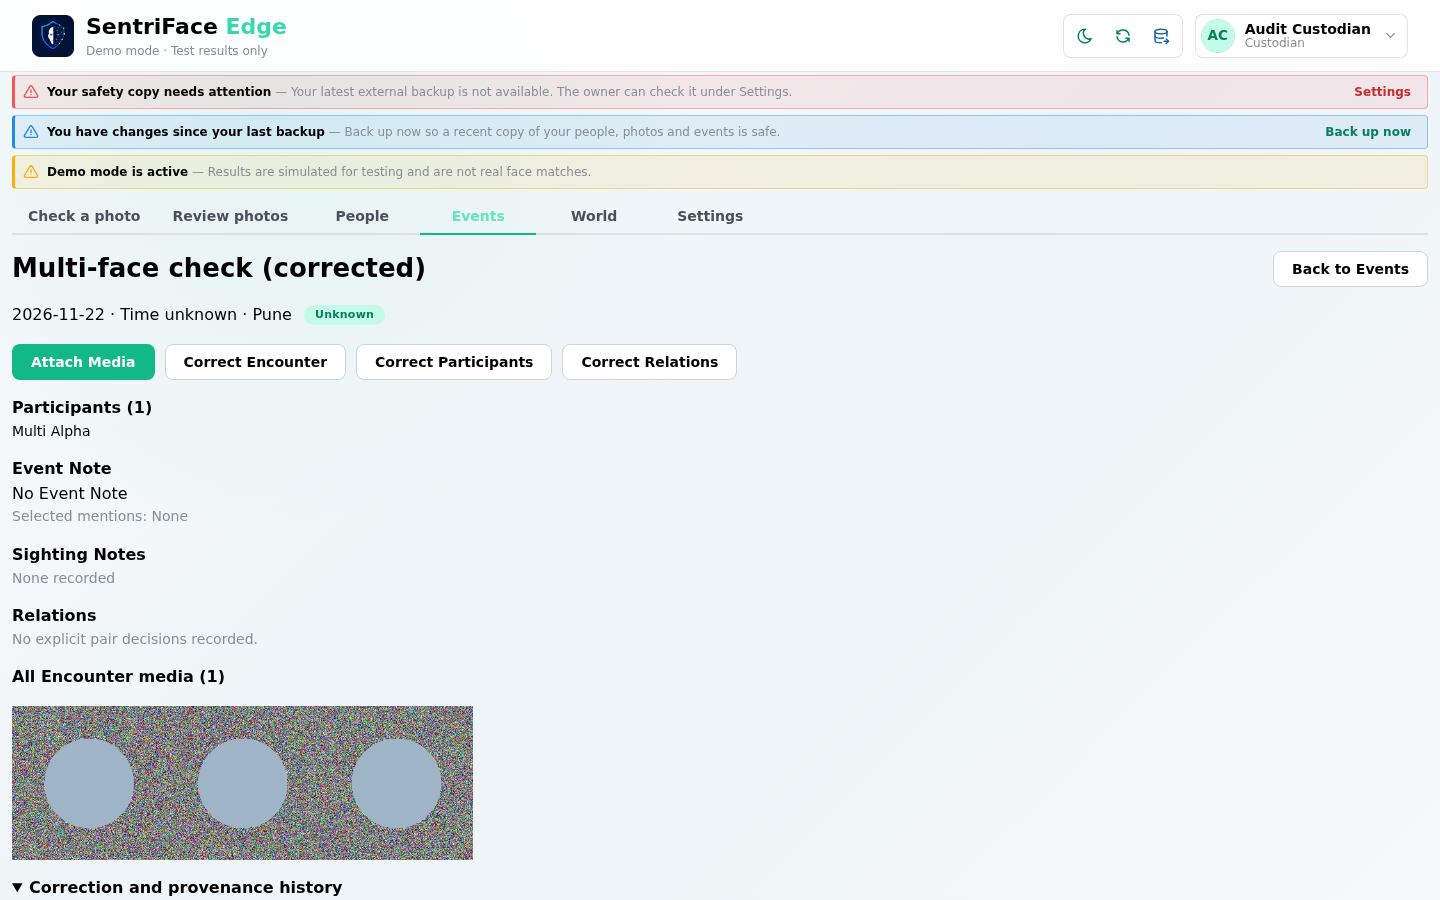 SentriFace Edge
Demo mode · Test results only
AC
Audit Custodian
Custodian
Your safety copy needs attention — Your latest external backup is not available. The owner can check it under Settings.
Settings
You have changes since your last backup — Back up now so a recent copy of your people, photos and events is safe.
Back up now
Demo mode is active — Results are simulated for testing and are not real face matches.
Check a photo
Review photos
People
Events
World
Settings
Multi-face check (corrected)
Back to Events
2026-11-22 · Time unknown · Pune
Unknown
Attach Media
Correct Encounter
Correct Participants
Correct Relations
Participants (1)
Multi Alpha
Event Note
No Event Note
Selected mentions: None
Sighting Notes
None recorded
Relations
No explicit pair decisions recorded.
All Encounter media (1)
Correction and provenance history